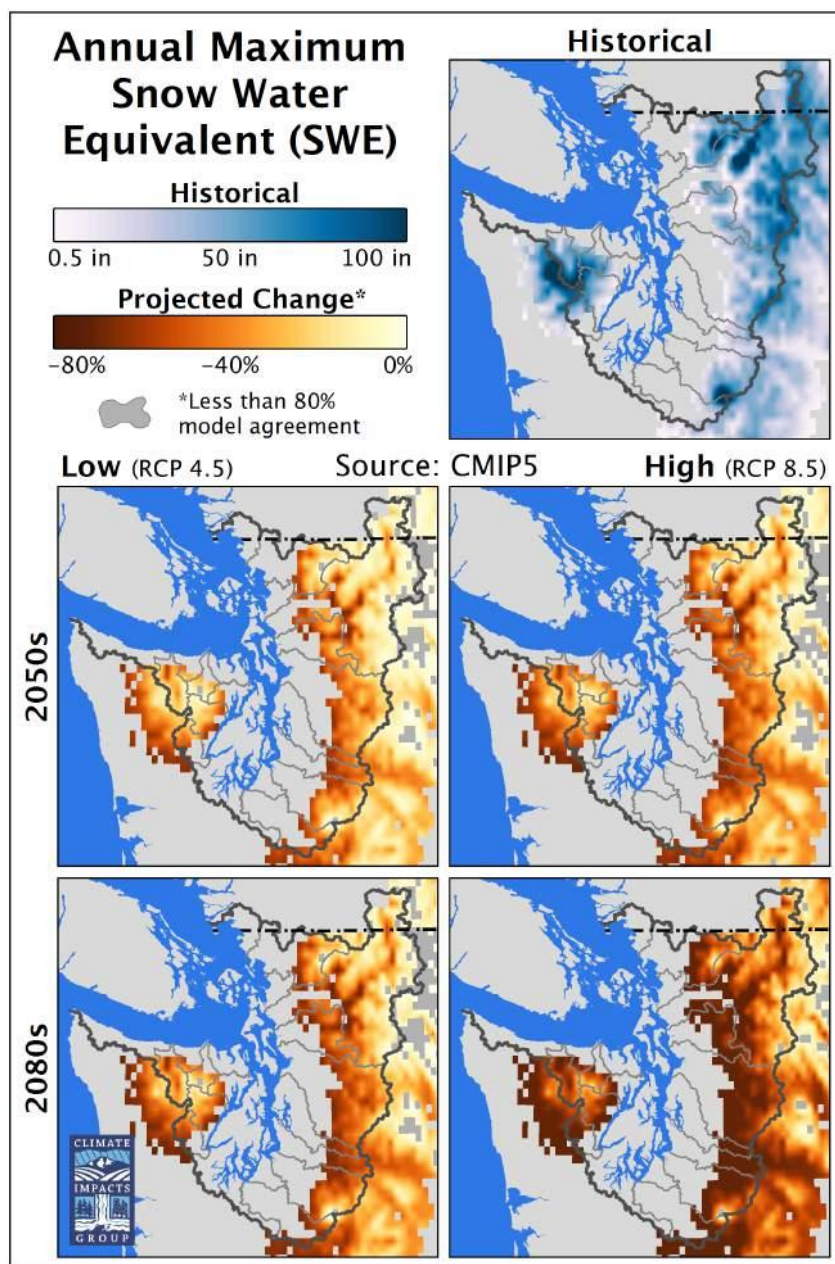 Annual Maximum
Snow Water
Equivalent (SWE)
Historical
0.5 in 50 in 100 in
Projected Change*
-80% -40% 0%
*Less than 80%
model agreement
Historical
Low (RCP 4.5) Source: CMIP5 High (RCP 8.5)
2050s
2080s
CLIMATE
IMPACTS
GROUP